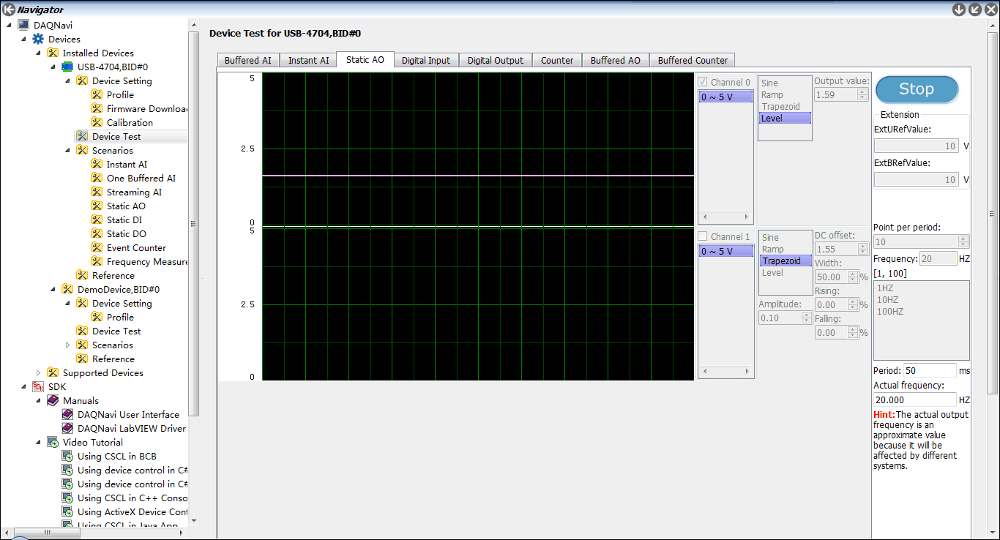 Navigator
DAQNavi
Devices
Installed Devices
USB-4704,BID#0
Device Setting
Profile
Firmware Downloa
Calibration
Device Test
Scenarios
Instant AI
One Buffered AI
Streaming AI
Static AO
Static DI
Static DO
Event Counter
Frequency Measure
Reference
DemoDevice,BID#0
Device Setting
Profile
Device Test
Scenarios
Reference
Supported Devices
SDK
Manuals
DAQNavi User Interface
DAQNavi LabVIEW Driver
Video Tutorial
Using CSCL in BCB
Using device control in C#
Using device control in C#
Using CSCL in C++ Conso
Using ActiveX Device Cont
Using CSCL in Java App
Device Test for USB-4704,BID#0
Buffered AI Instant AI Static AO Digital Input Digital Output Counter Buffered AO Buffered Counter
5
2.5
0
5
2.5
0
Channel 0
0 ~ 5 V
Sine
Ramp
Trapezoid
Level
Output value:
1.59
Channel 1
0 ~ 5 V
Sine
Ramp
Trapezoid
Level
Amplitude:
0.10
DC offset:
1.55
Width:
50.00 %
Rising:
0.00 %
Falling:
0.00 %
Stop
Extension
ExtURefValue:
10 V
ExtBRefValue:
10 V
Point per period:
10
Frequency: 20 HZ
[1, 100]
1HZ
10HZ
100HZ
Period: 50 ms
Actual frequency:
20.000 HZ
Hint:The actual output
frequency is an
approximate value
because it will be
affected by different
systems.